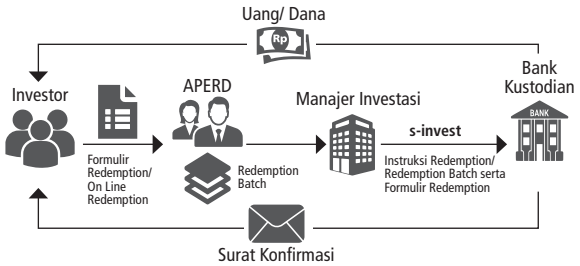 Uang/ Dana
Rp
Bank
Kustodian
Investor
APERD
Manajer Investasi
BANK
s-invest
Formulir
Redemption/
On Line
Redemption
Redemption
Batch
Instruksi Redemption/
Redemption Batch serta
Formulir Redemption
Surat Konfirmasi